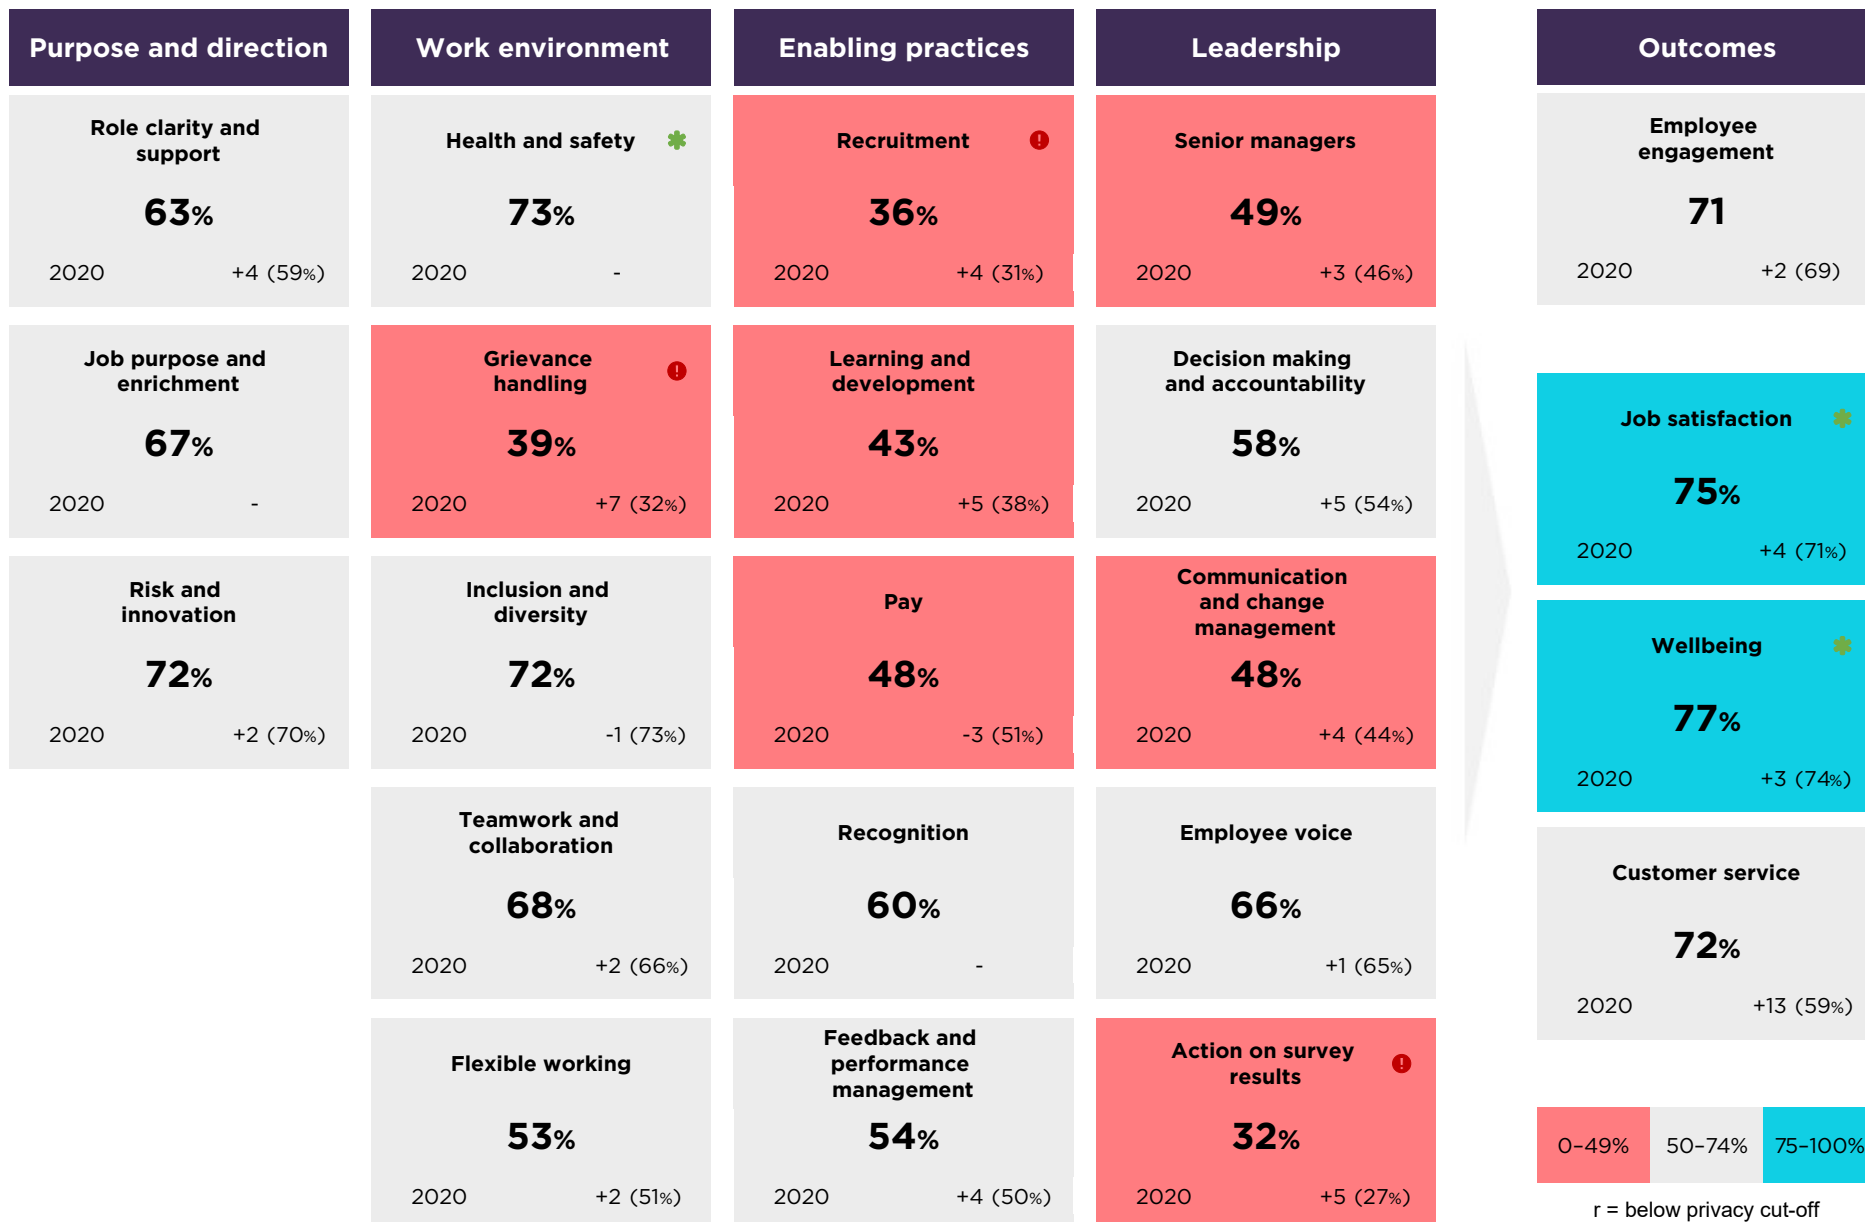 Purpose and direction
Role clarity and
support
63%
2020 +4 (59%)
Job purpose and
enrichment
67%
2020 -
Risk and
innovation
72%
2020 +2 (70%)
Work environment
Health and safety
73%
2020 -
Grievance
handling
39%
2020 +7 (32%)
Inclusion and
diversity
72%
2020 -1 (73%)
Teamwork and
collaboration
68%
2020 +2 (66%)
Flexible working
53%
2020 +2 (51%)
Enabling practices
Recruitment
36%
2020 +4 (31%)
Learning and
development
43%
2020 +5 (38%)
Pay
48%
2020 -3 (51%)
Recognition
60%
2020 -
Feedback and
performance
management
54%
2020 +4 (50%)
Leadership
Senior managers
49%
2020 +3 (46%)
Decision making
and accountability
58%
2020 +5 (54%)
Communication
and change
management
48%
2020 +4 (44%)
Employee voice
66%
2020 +1 (65%)
Action on survey
results
32%
2020 +5 (27%)
Outcomes
Employee
engagement
71
2020 +2 (69)
Job satisfaction
75%
2020 +4 (71%)
Wellbeing
77%
2020 +3 (74%)
Customer service
72%
2020 +13 (59%)
0–49% 50–74% 75–100%
r = below privacy cut-off